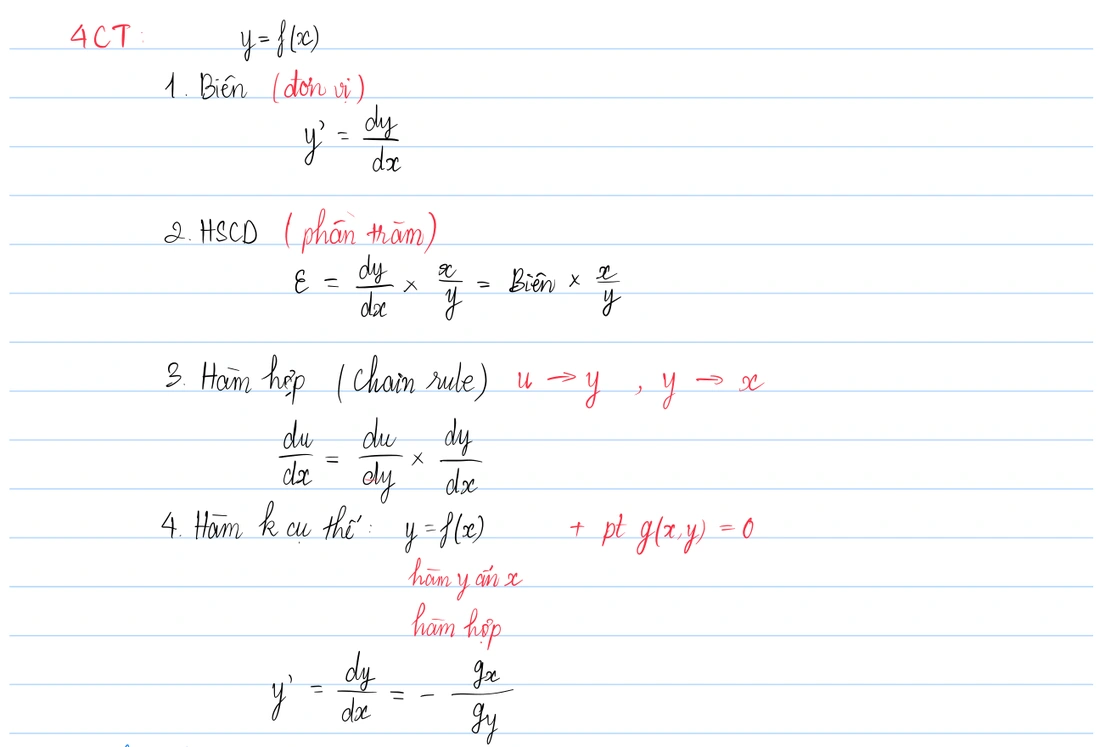 4CT: y = f(x)
1. Biên (đơn vị)
y' = dy/dx
2. HSCD (phần trăm)
ε = dy/dx × x/y = Biên × x/y
3. Hàm hợp (Chain rule) u → y , y → x
du/dx = du/dy × dy/dx
4. Hàm k cụ thể: y = f(x) + pt g(x,y) = 0
hàm y ẩn x
hàm hợp
y' = dy/dx = - gx/gy